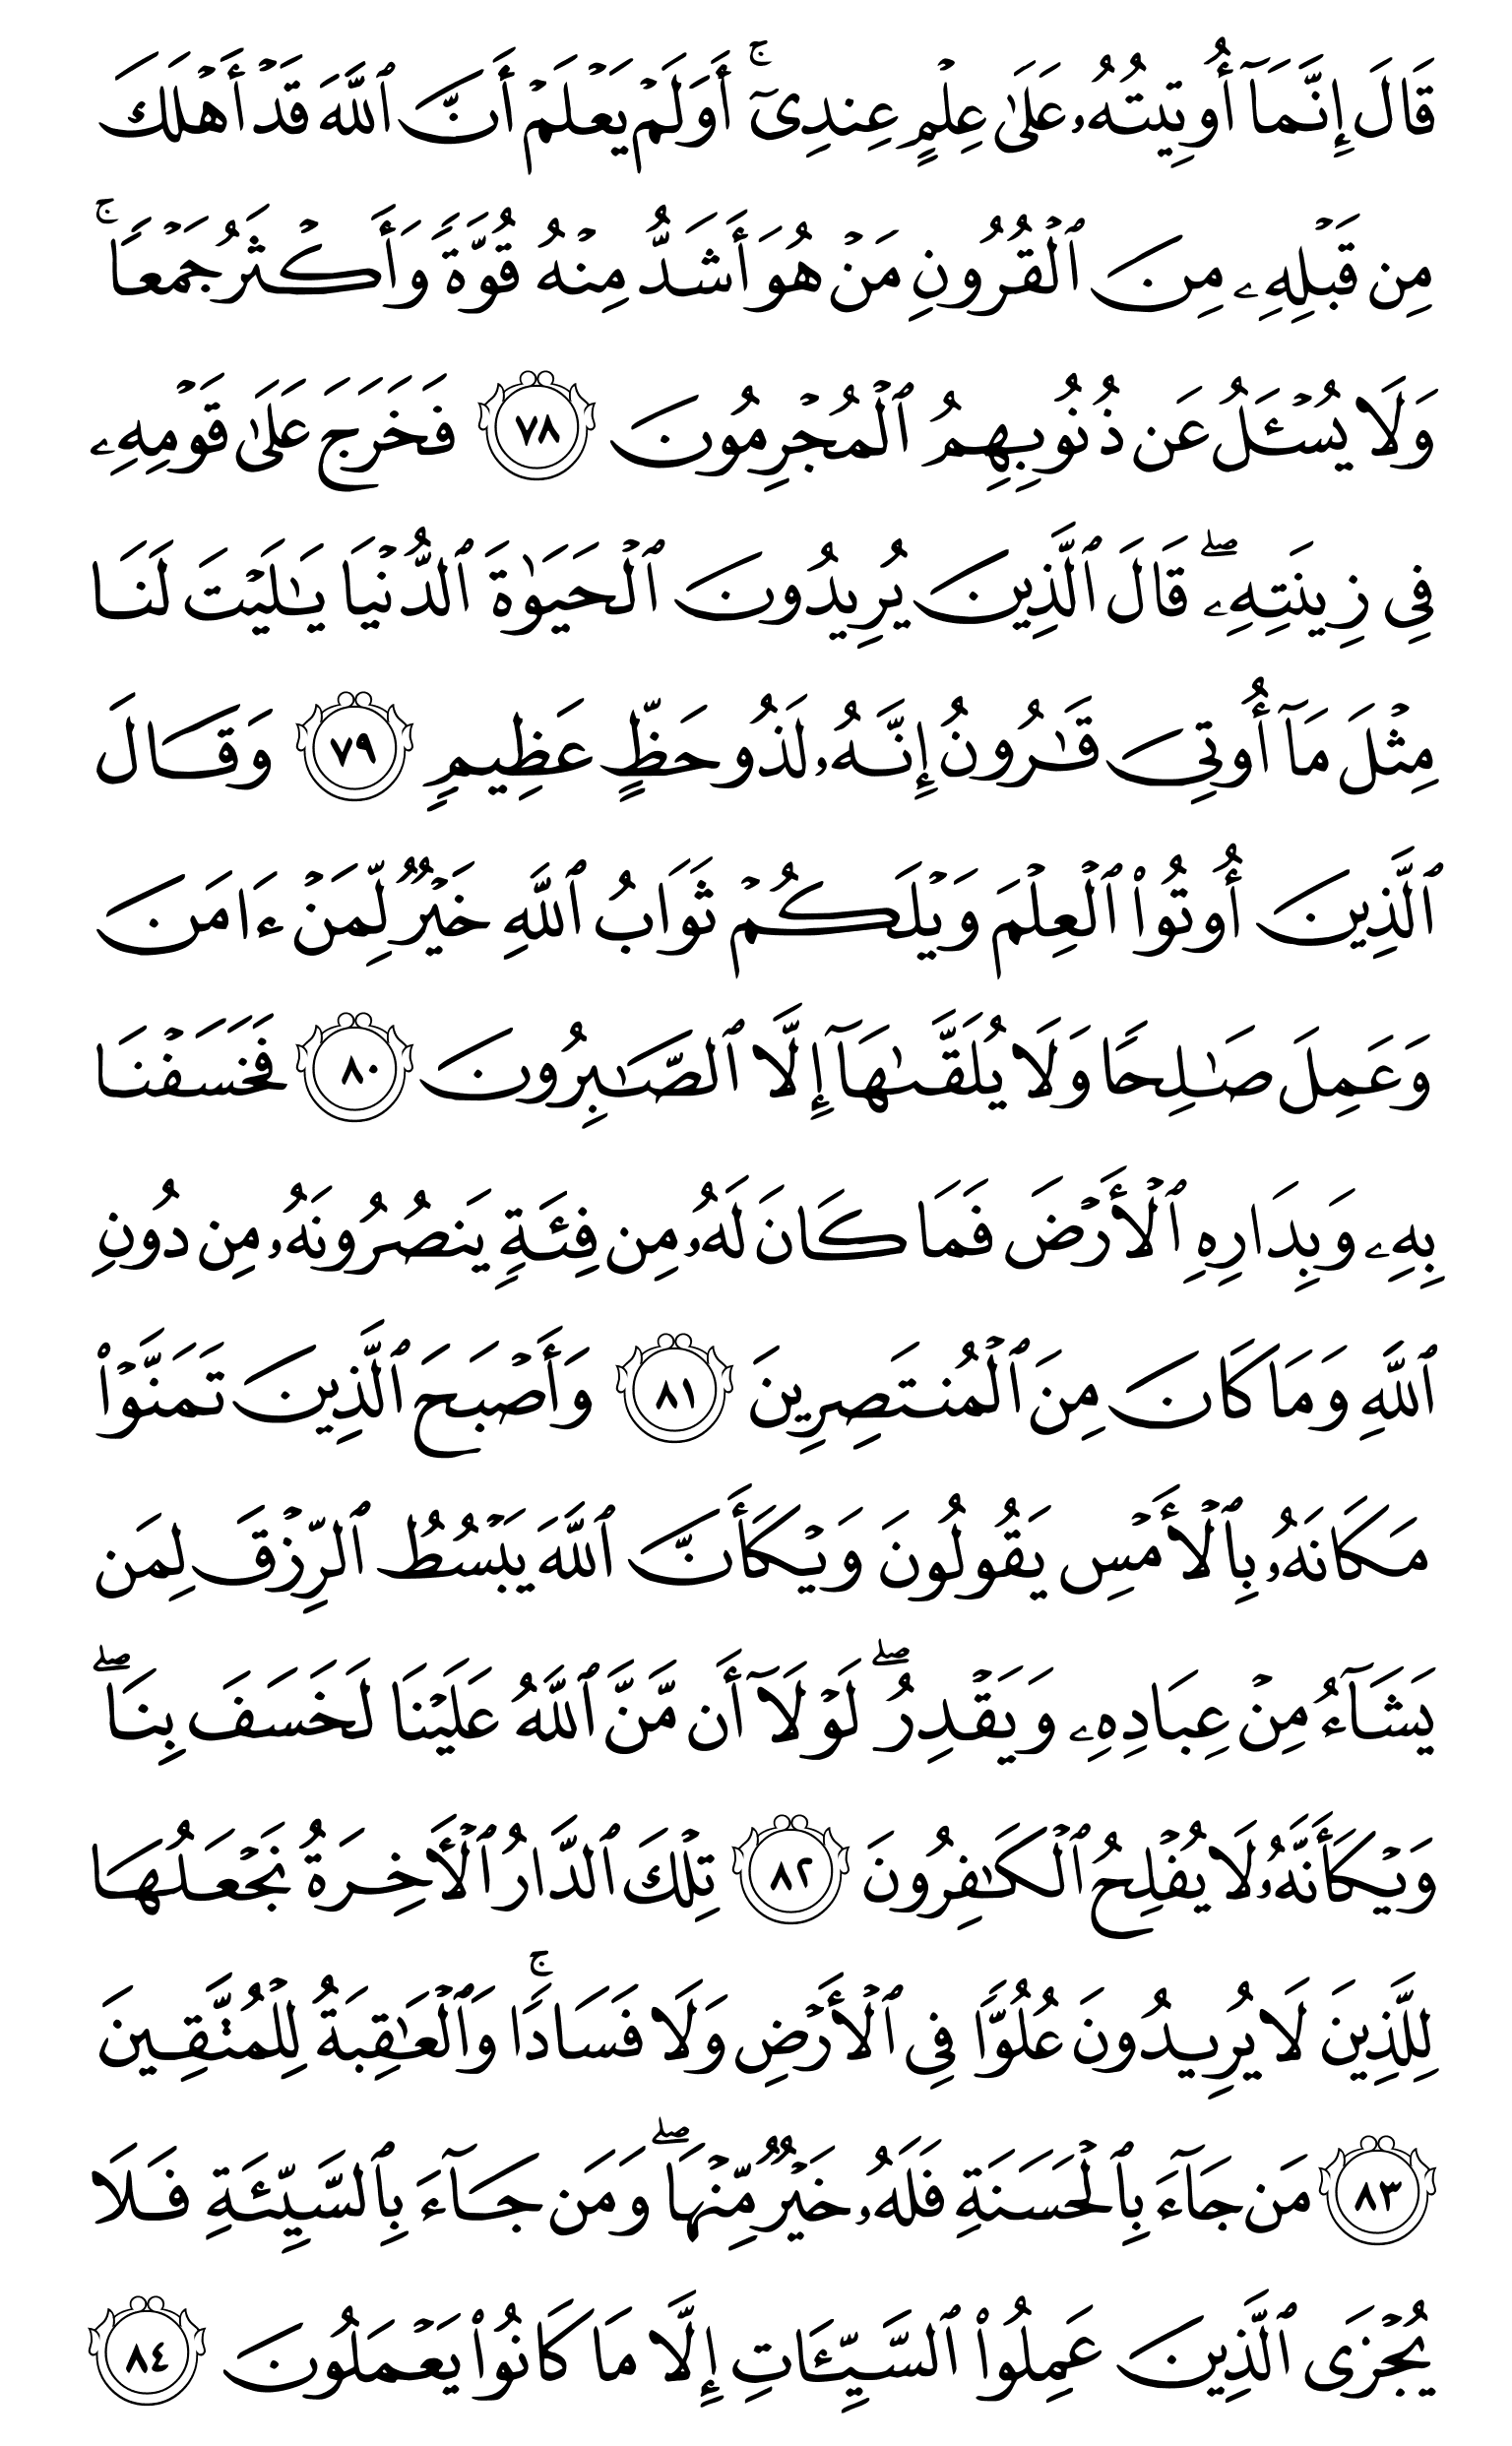 قَالَ إِنَّمَآ أُوتِيتُهُۥ عَلَىٰ عِلْمٍ عِندِىٓ ۚ أَوَلَمْ يَعْلَمْ أَنَّ ٱللَّهَ قَدْ أَهْلَكَ
مِن قَبْلِهِۦ مِنَ ٱلْقُرُونِ مَنْ هُوَ أَشَدُّ مِنْهُ قُوَّةً وَأَكْثَرُ جَمْعًا ۚ
وَلَا يُسْـَٔلُ عَن ذُنُوبِهِمُ ٱلْمُجْرِمُونَ ٧٨ فَخَرَجَ عَلَىٰ قَوْمِهِۦ
فِى زِينَتِهِۦ ۖ قَالَ ٱلَّذِينَ يُرِيدُونَ ٱلْحَيَوٰةَ ٱلدُّنْيَا يَـٰلَيْتَ لَنَا
مِثْلَ مَآ أُوتِىَ قَـٰرُونُ إِنَّهُۥ لَذُو حَظٍّ عَظِيمٍ ٧٩ وَقَالَ
ٱلَّذِينَ أُوتُوا۟ ٱلْعِلْمَ وَيْلَكُمْ ثَوَابُ ٱللَّهِ خَيْرٌ لِّمَنْ ءَامَنَ
وَعَمِلَ صَـٰلِحًا وَلَا يُلَقَّىٰهَآ إِلَّا ٱلصَّـٰبِرُونَ ٨٠ فَخَسَفْنَا
بِهِۦ وَبِدَارِهِ ٱلْأَرْضَ فَمَا كَانَ لَهُۥ مِن فِئَةٍ يَنصُرُونَهُۥ مِن دُونِ
ٱللَّهِ وَمَا كَانَ مِنَ ٱلْمُنتَصِرِينَ ٨١ وَأَصْبَحَ ٱلَّذِينَ تَمَنَّوْا۟
مَكَانَهُۥ بِٱلْأَمْسِ يَقُولُونَ وَيْكَأَنَّ ٱللَّهَ يَبْسُطُ ٱلرِّزْقَ لِمَن
يَشَآءُ مِنْ عِبَادِهِۦ وَيَقْدِرُ ۖ لَوْلَآ أَن مَّنَّ ٱللَّهُ عَلَيْنَا لَخَسَفَ بِنَا ۖ
وَيْكَأَنَّهُۥ لَا يُفْلِحُ ٱلْكَـٰفِرُونَ ٨٢ تِلْكَ ٱلدَّارُ ٱلْـَٔاخِرَةُ نَجْعَلُهَا
لِلَّذِينَ لَا يُرِيدُونَ عُلُوًّا فِى ٱلْأَرْضِ وَلَا فَسَادًا ۚ وَٱلْعَـٰقِبَةُ لِلْمُتَّقِينَ
٨٣ مَن جَآءَ بِٱلْحَسَنَةِ فَلَهُۥ خَيْرٌ مِّنْهَا ۖ وَمَن جَآءَ بِٱلسَّيِّئَةِ فَلَا
يُجْزَى ٱلَّذِينَ عَمِلُوا۟ ٱلسَّيِّـَٔاتِ إِلَّا مَا كَانُوا۟ يَعْمَلُونَ ٨٤